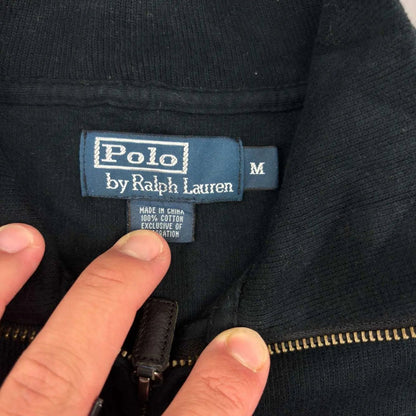 Polo
by Ralph Lauren
M
MADE IN CHINA
100% COTTON
EXCLUSIVE OF